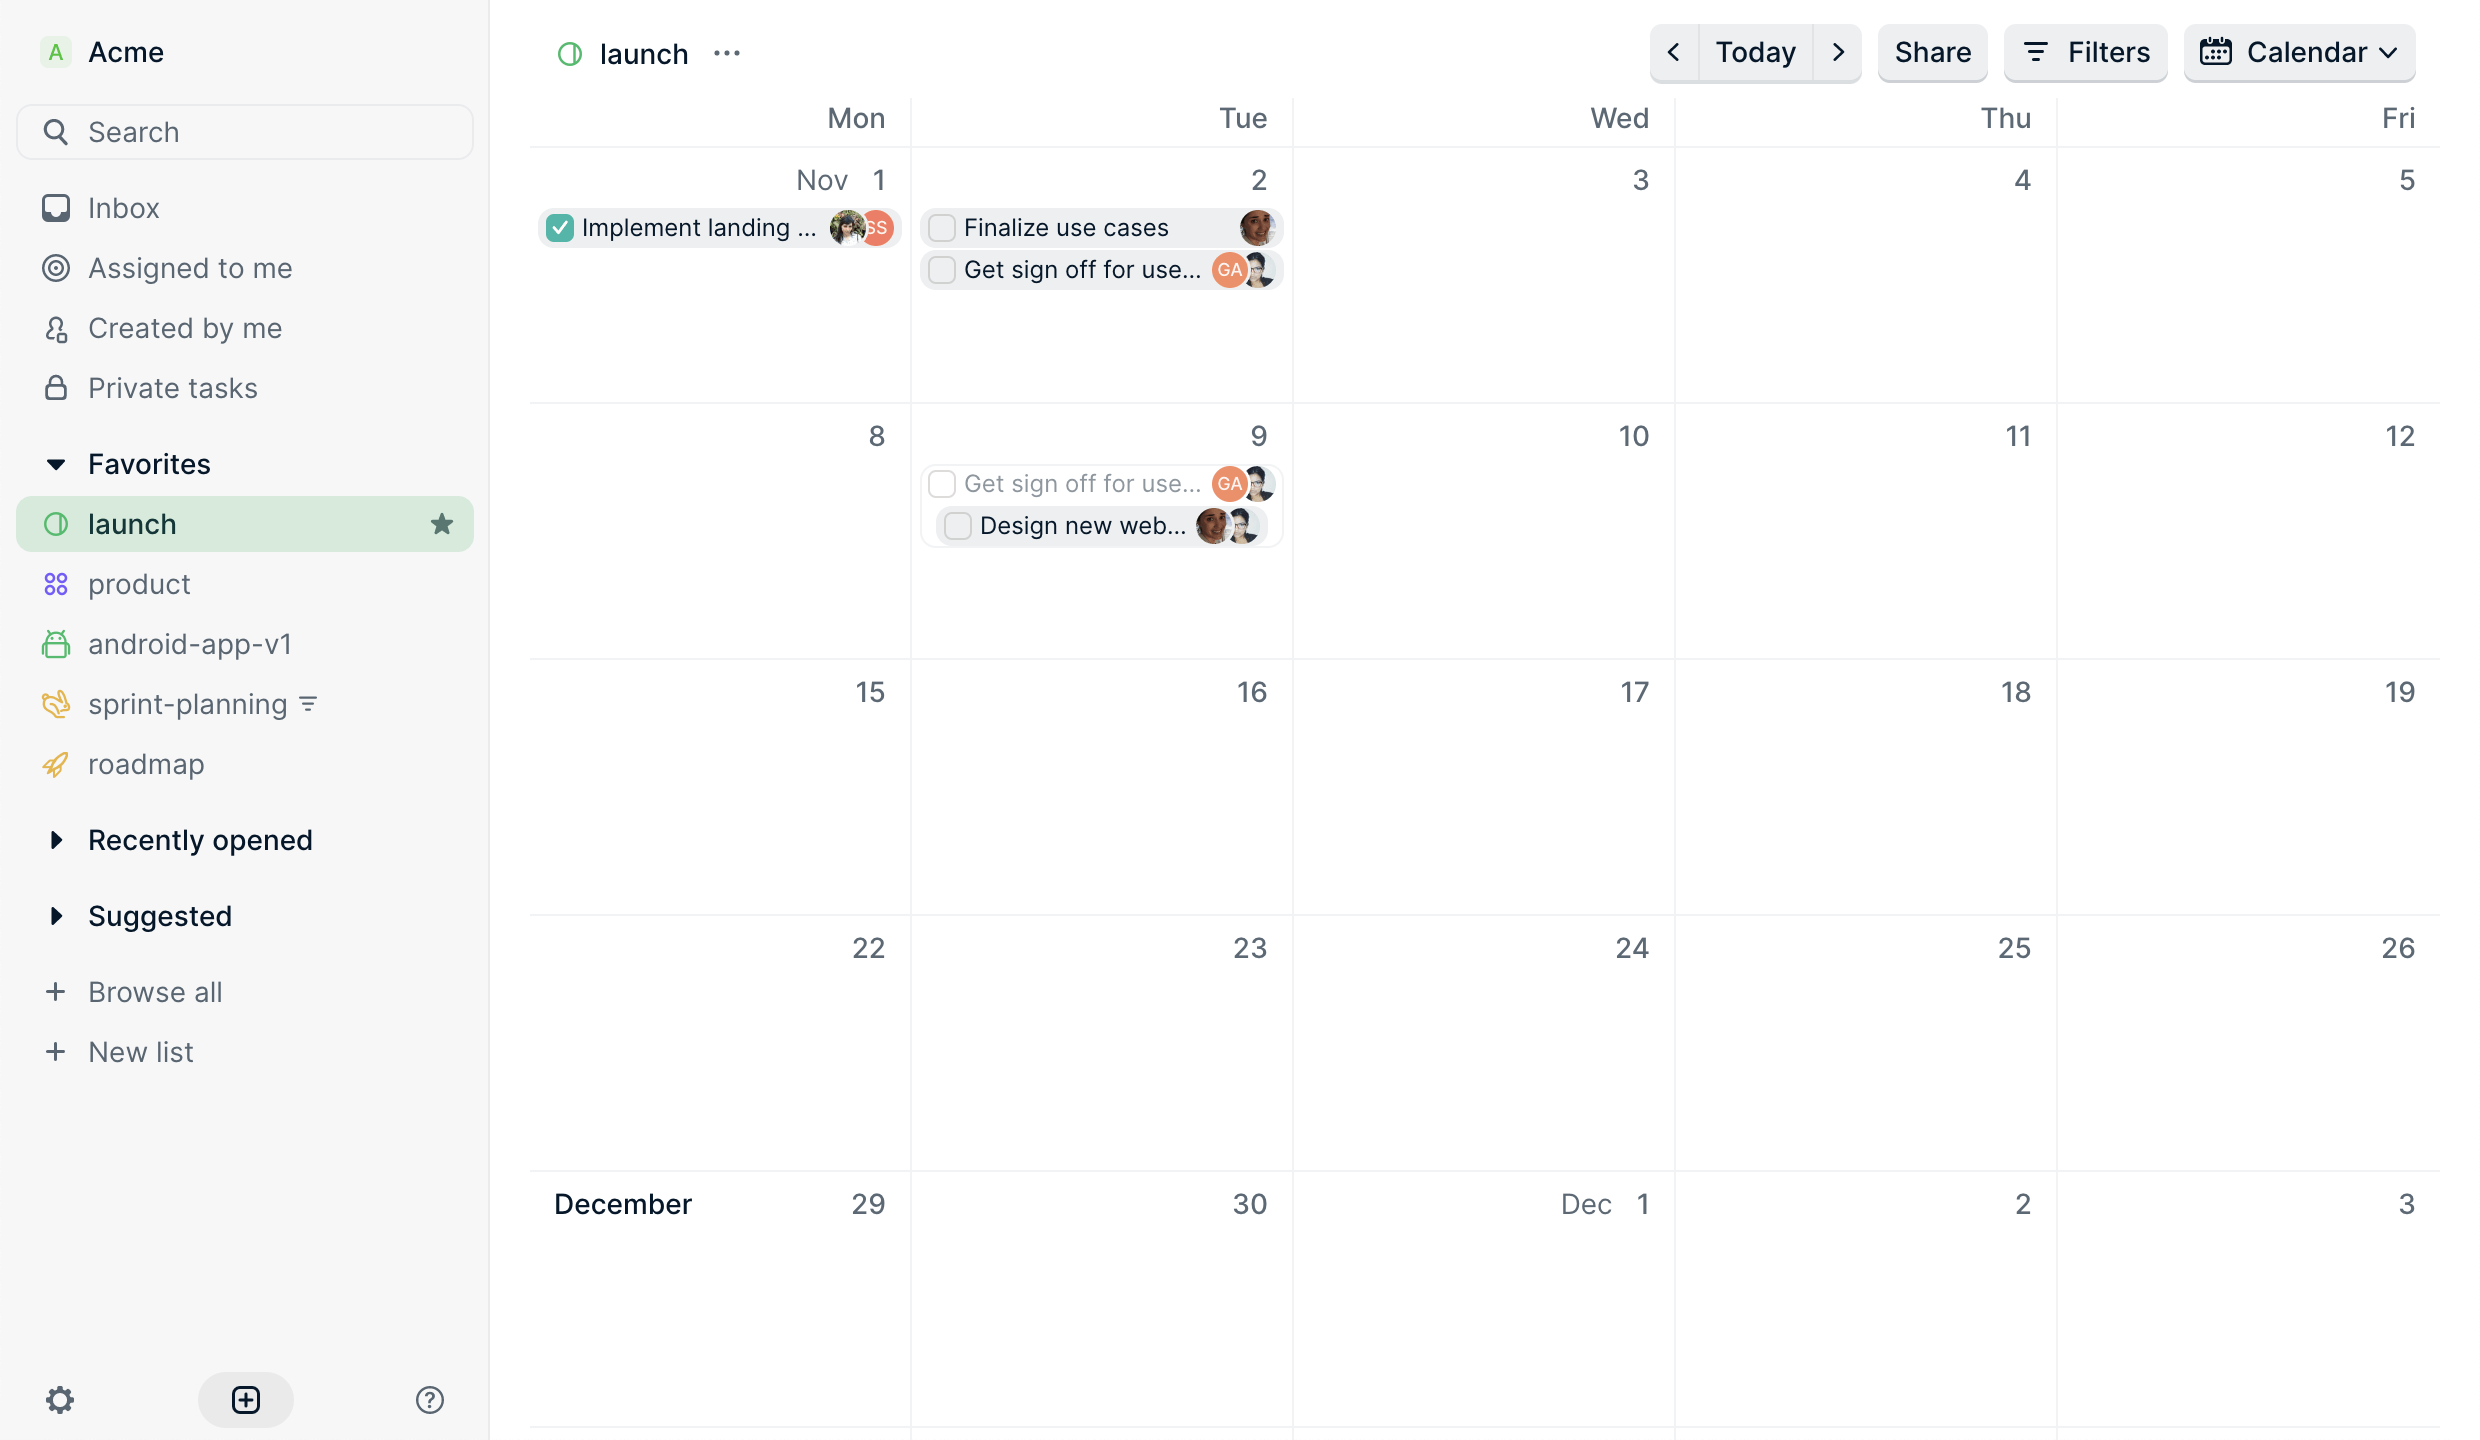 A Acme
Search
Inbox
Assigned to me
Created by me
Private tasks
Favorites
launch
product
android-app-v1
sprint-planning
roadmap
Recently opened
Suggested
Browse all
New list
launch ...
Today
Share
Filters
Calendar
Mon Tue Wed Thu Fri
Nov 1 2 3 4 5
Implement landing ... SS
Finalize use cases
Get sign off for use... GA
8 9 10 11 12
Get sign off for use... GA
Design new web...
15 16 17 18 19
22 23 24 25 26
December 29 30 Dec 1 2 3